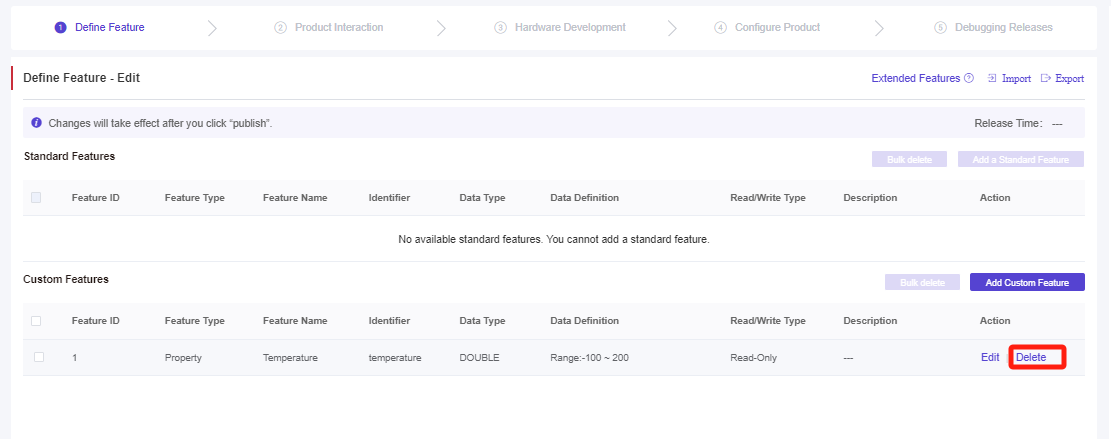 1 Define Feature 2 Product Interaction 3 Hardware Development 4 Configure Product 5 Debugging Releases
Define Feature - Edit Extended Features ? Import Export
i Changes will take effect after you click “publish”. Release Time: ---
Standard Features Bulk delete Add a Standard Feature
Feature ID Feature Type Feature Name Identifier Data Type Data Definition Read/Write Type Description Action
No available standard features. You cannot add a standard feature.
Custom Features Bulk delete Add Custom Feature
Feature ID Feature Type Feature Name Identifier Data Type Data Definition Read/Write Type Description Action
1 Property Temperature temperature DOUBLE Range:-100 ~ 200 Read-Only --- Edit Delete